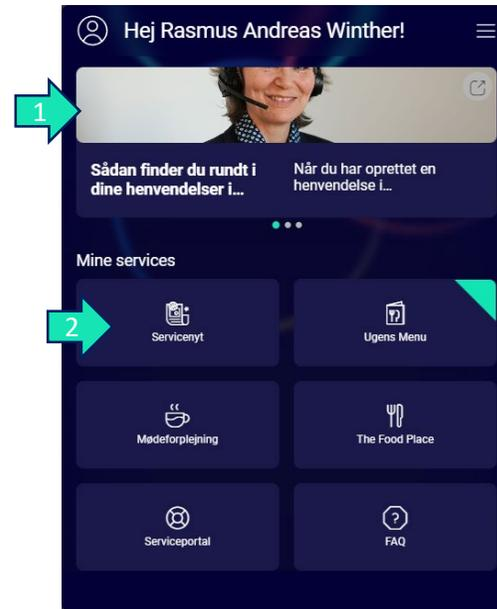 Hej Rasmus Andreas Winther!
1
Sådan finder du rundt i
dine henvendelser i...
Når du har oprettet en
henvendelse i...
Mine services
2
Servicenyt
Ugens Menu
Mødeforplejning
The Food Place
Serviceportal
FAQ